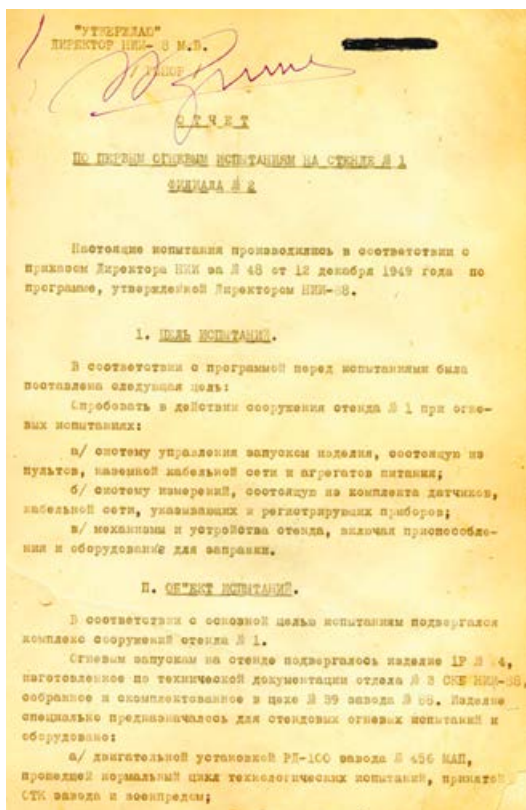 "УТВЕРЖДАЮ"
ДИРЕКТОР НИИ- 8 М.В.
ОТЧЕТ
ПО ПЕРВЫМ ОГНЕВЫМ ИСПЫТАНИЯМ НА СТЕНДЕ № 1
ФИЛИАЛА № 2
Настоящие испытания производились в соответствии с
приказом Директора НИИ за № 48 от 12 декабря 1949 года по
программе, утвержденной Директором НИИ-88.
1. ЦЕЛЬ ИСПЫТАНИЙ.
В соответствии с программой перед испытаниями была
поставлена следующая цель:
Опробовать в действии сооружения стенда № 1 при огне-
вых испытаниях:
а/ систему управления запуском изделия, состоящую из
пультов, наземной кабельной сети и агрегатов питания;
б/ систему измерений, состоящую из комплекта датчиков,
кабельной сети, указывающих и регистрирующих приборов;
в/ механизмы и устройства стенда, включая приспособле-
ния и оборудование для заправки.
П. ОБ"ЕКТ ИСПЫТАНИЙ.
В соответствии с основной целью испытаниям подвергался
комплекс сооружений стенда № 1.
Огневым запускам на стенде подвергалось изделие 1Р №
изготовленное по технической документации отдела № 3 СКБ НИИ-88,
собранное и скомплектованное в цехе № 39 завода № 88. Изделие
специально предназначалось для стендовых огневых испытаний и
оборудовано:
а/ двигательной установкой РД-100 завода № 456 МАП,
прошедшей нормальный цикл технологических испытаний, принятой
ОТК завода и военпредом;